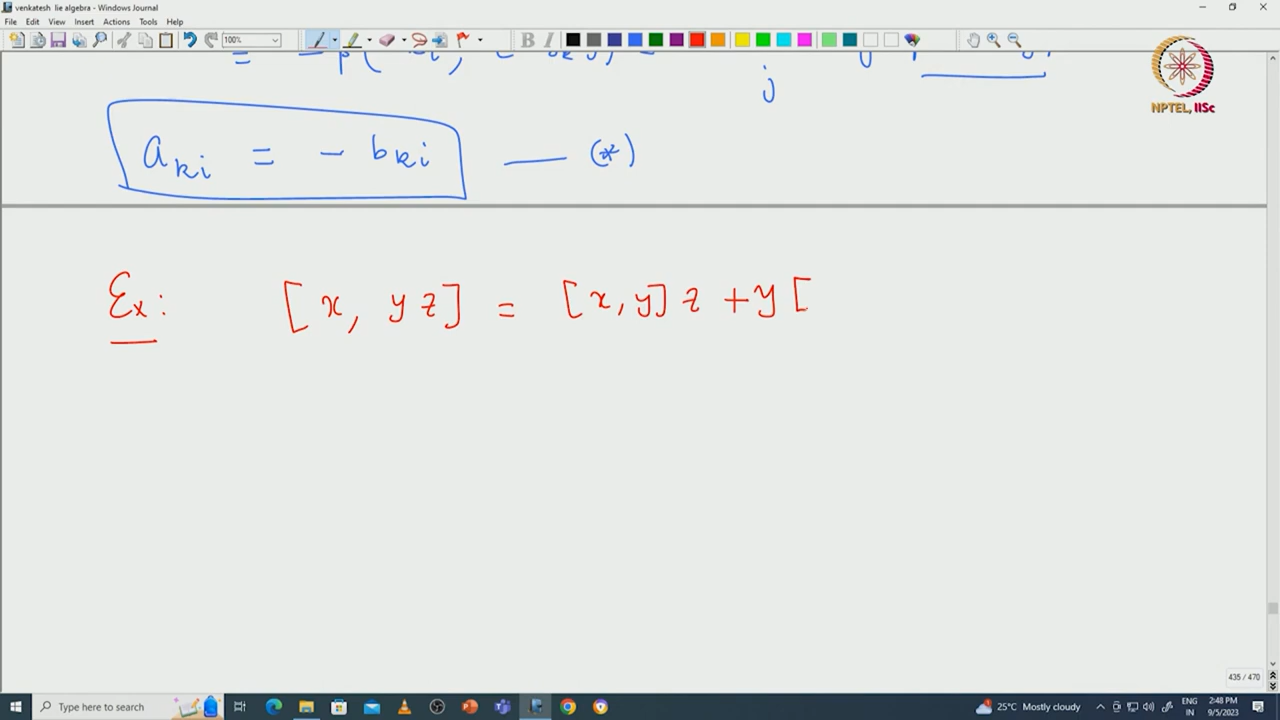 venkatesh lie algebra - Windows Journal
File Edit View Insert Actions Tools Help
100%
B I
NPTEL, IISc
j
a_{ki} = - b_{ki} —— (*)
Ex: [x, yz] = [x,y] z + y [
435 / 470
Type here to search
25°C Mostly cloudy
ENG
IN
2:48 PM
9/5/2023